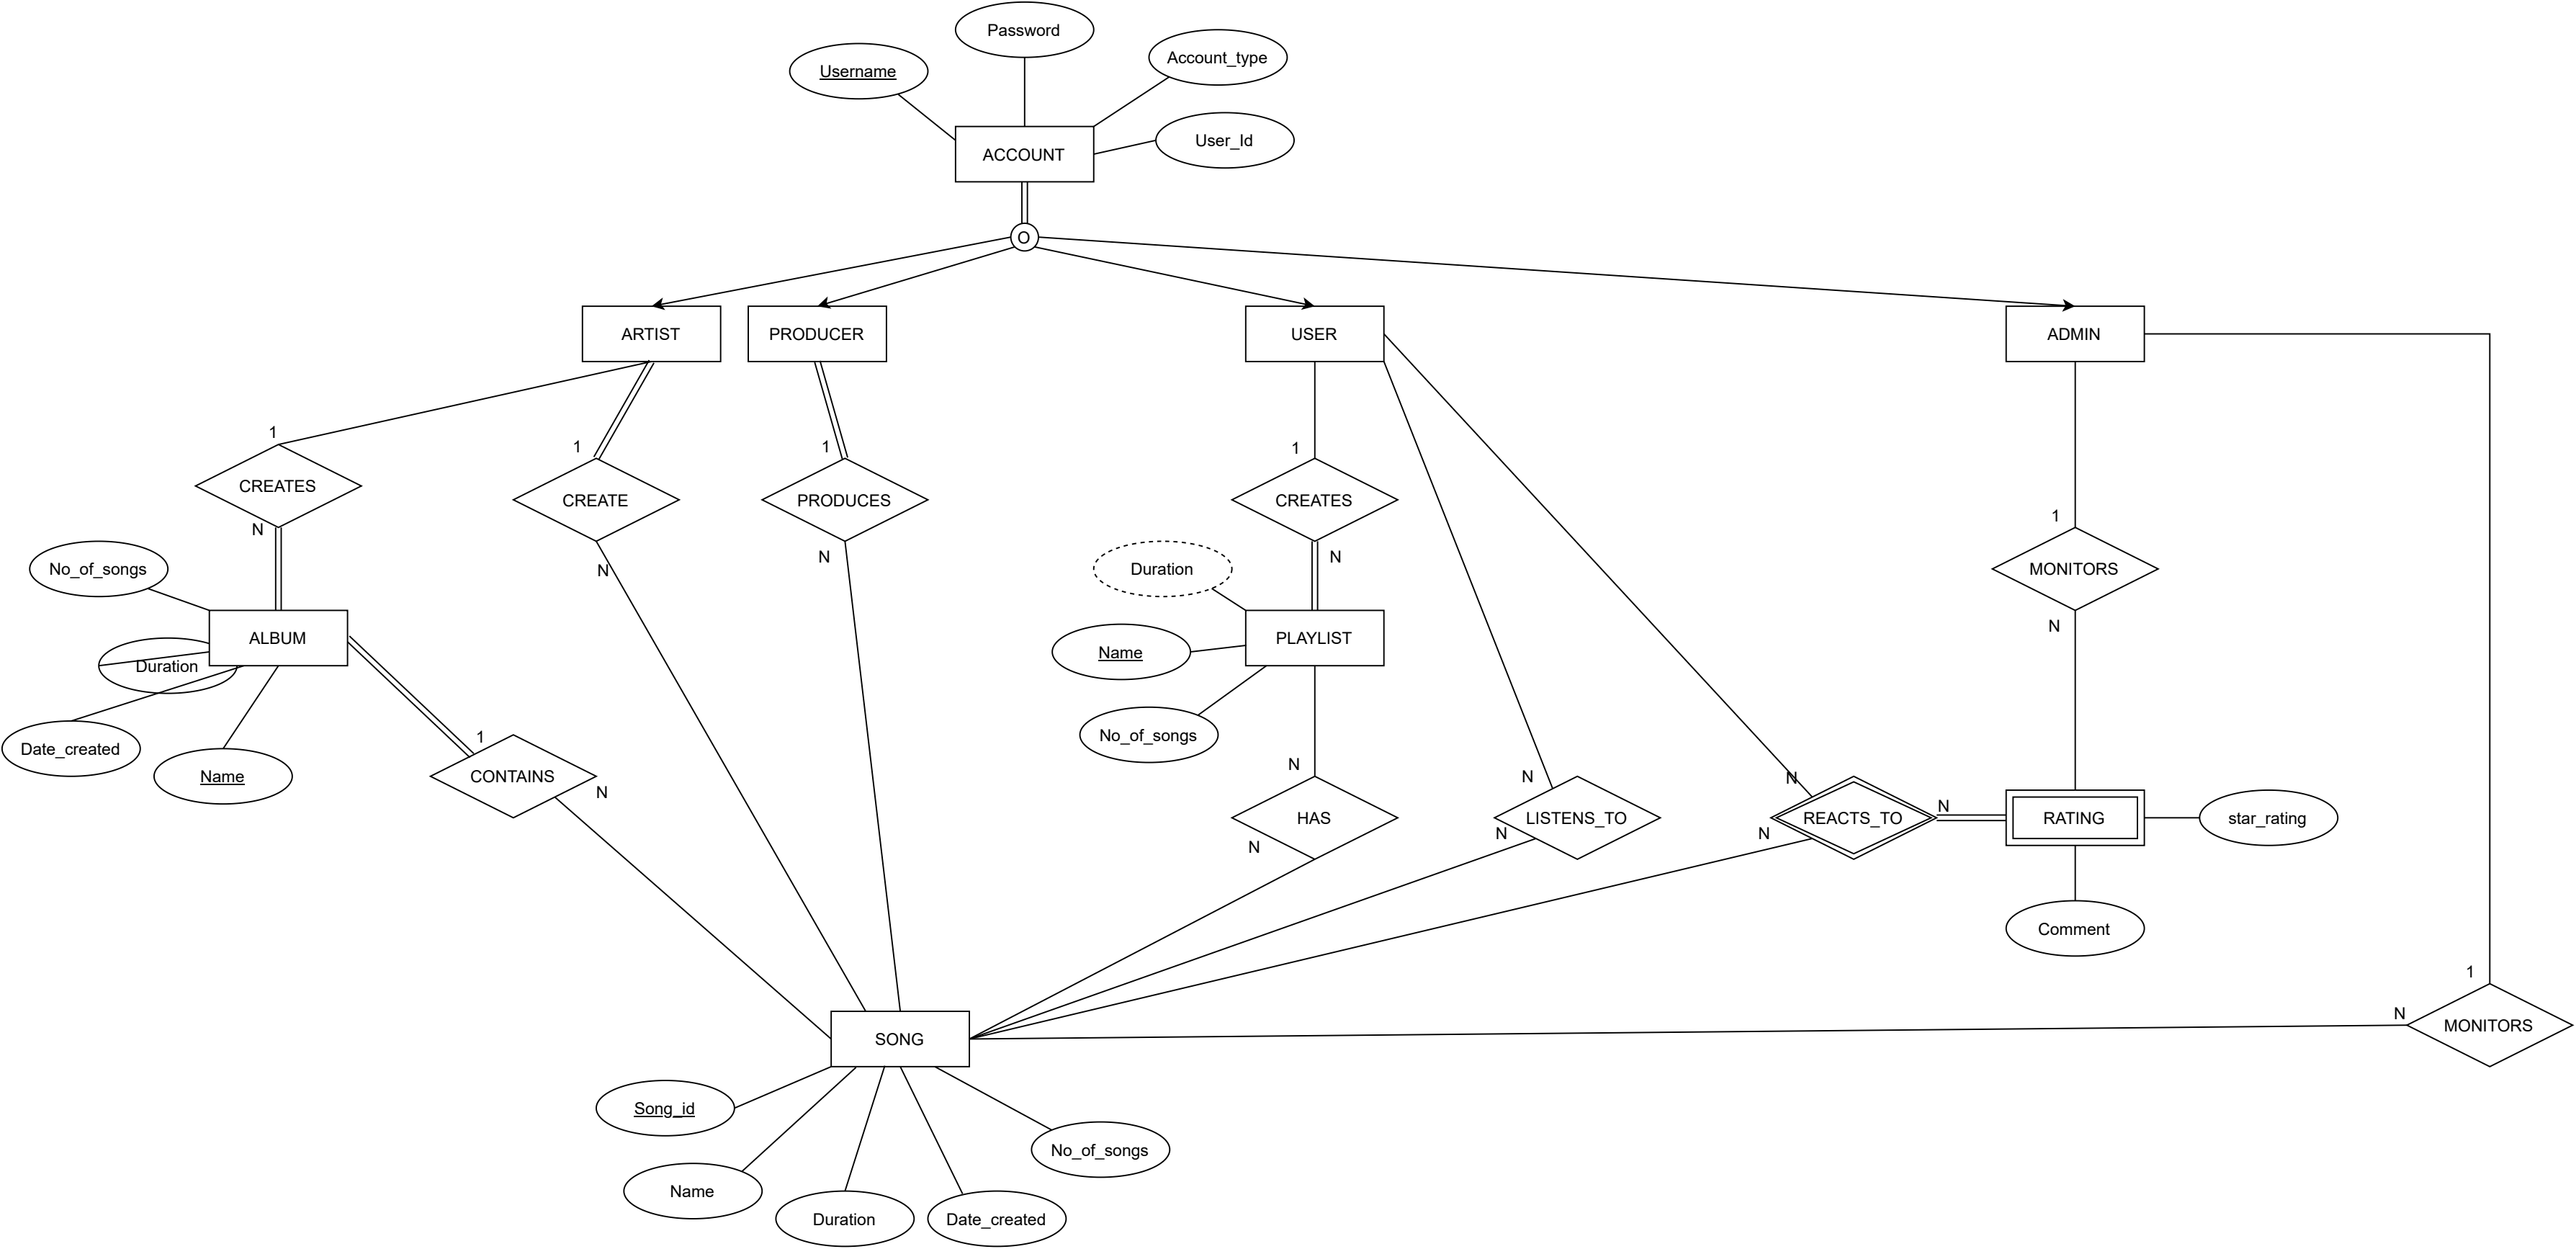 Password
Account_type
Username
User_Id
ACCOUNT
O
ARTIST
PRODUCER
USER
ADMIN
1
1
1
1
CREATES
CREATE
PRODUCES
CREATES
1
N
N
N
N
No_of_songs
Duration
MONITORS
N
ALBUM
PLAYLIST
Duration
Name
Date_created
Name
1
CONTAINS
N
No_of_songs
N
N
N
HAS
N
LISTENS_TO
N
REACTS_TO
N
N
RATING
star_rating
Comment
1
N
MONITORS
SONG
Song_id
No_of_songs
Name
Duration
Date_created